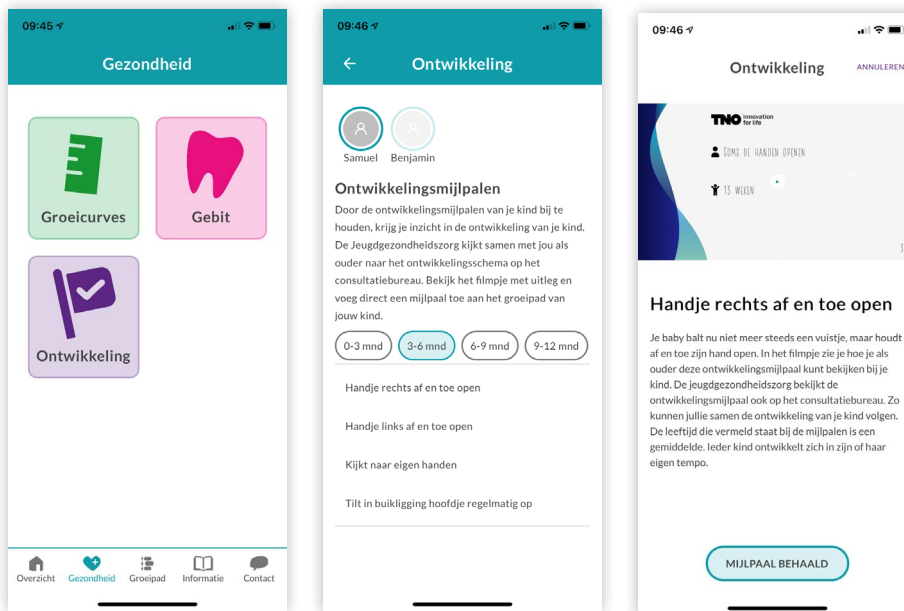 09:45
Gezondheid
Groeicurves
Gebit
Ontwikkeling
Overzicht
Gezondheid
Groeipad
Informatie
Contact
09:46
Ontwikkeling
Samuel
Benjamin
Ontwikkelingsmijlpalen
Door de ontwikkelingsmijlpalen van je kind bij te
houden, krijg je inzicht in de ontwikkeling van je kind.
De Jeugdgezondheidszorg kijkt samen met jou als
ouder naar het ontwikkelingsschema op het
consultatiebureau. Bekijk het filmpje met uitleg en
voeg direct een mijlpaal toe aan het groeipad van
jouw kind.
0-3 mnd
3-6 mnd
6-9 mnd
9-12 mnd
Handje rechts af en toe open
Handje links af en toe open
Kijkt naar eigen handen
Tilt in buikligging hoofdje regelmatig op
09:46
Ontwikkeling
ANNULEREN
TNO innovation
for life
SOMS DE HANDEN OPENEN
13 WEKEN
Handje rechts af en toe open
Je baby balt nu niet meer steeds een vuistje, maar houdt
af en toe zijn hand open. In het filmpje zie je hoe je als
ouder deze ontwikkelingsmijlpaal kunt bekijken bij je
kind. De jeugdgezondheidszorg bekijkt de
ontwikkelingsmijlpaal ook op het consultatiebureau. Zo
kunnen jullie samen de ontwikkeling van je kind volgen.
De leeftijd die vermeld staat bij de mijlpalen is een
gemiddelde. Ieder kind ontwikkelt zich in zijn of haar
eigen tempo.
MIJLPAAL BEHAALD